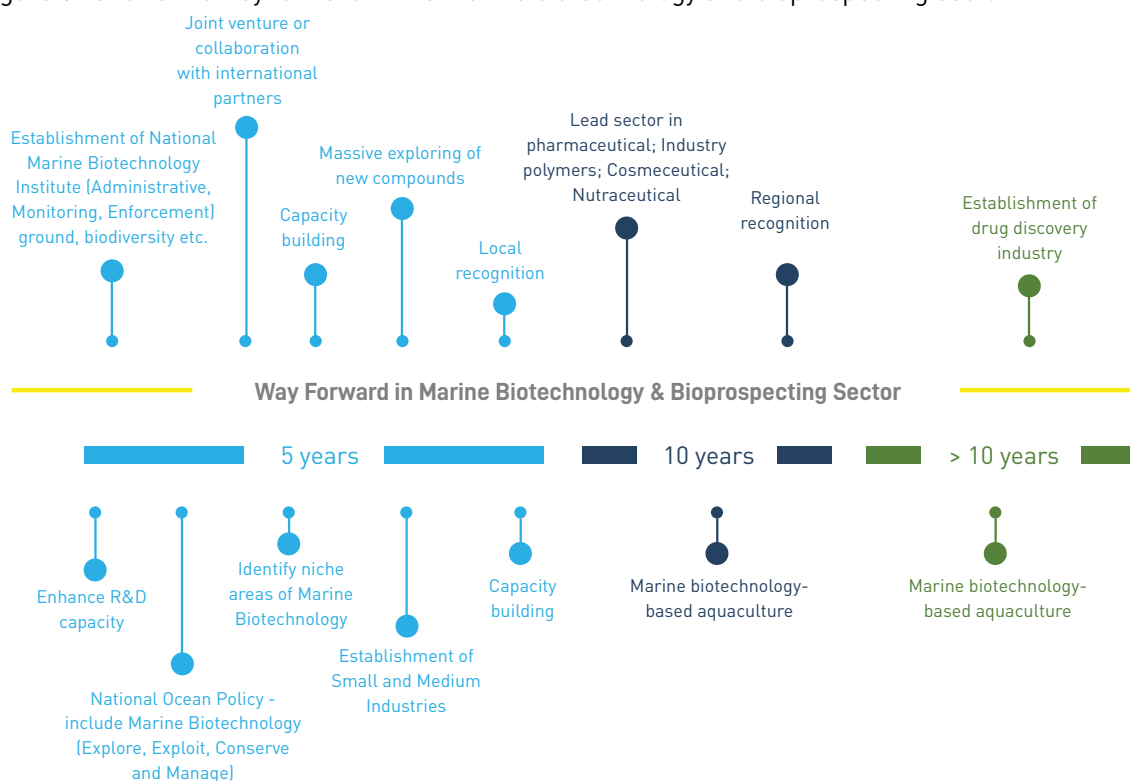 Joint venture or
collaboration
with international
partners
Establishment of National
Marine Biotechnology
Institute (Administrative,
Monitoring, Enforcement)
ground, biodiversity etc.
Capacity
building
Massive exploring of
new compounds
Local
recognition
Lead sector in
pharmaceutical; Industry
polymers; Cosmeceutical;
Nutraceutical
Regional
recognition
Establishment of
drug discovery
industry
Way Forward in Marine Biotechnology & Bioprospecting Sector
5 years
10 years
> 10 years
Enhance R&D
capacity
National Ocean Policy -
include Marine Biotechnology
(Explore, Exploit, Conserve
and Manage)
Identify niche
areas of Marine
Biotechnology
Establishment of
Small and Medium
Industries
Capacity
building
Marine biotechnology-
based aquaculture
Marine biotechnology-
based aquaculture